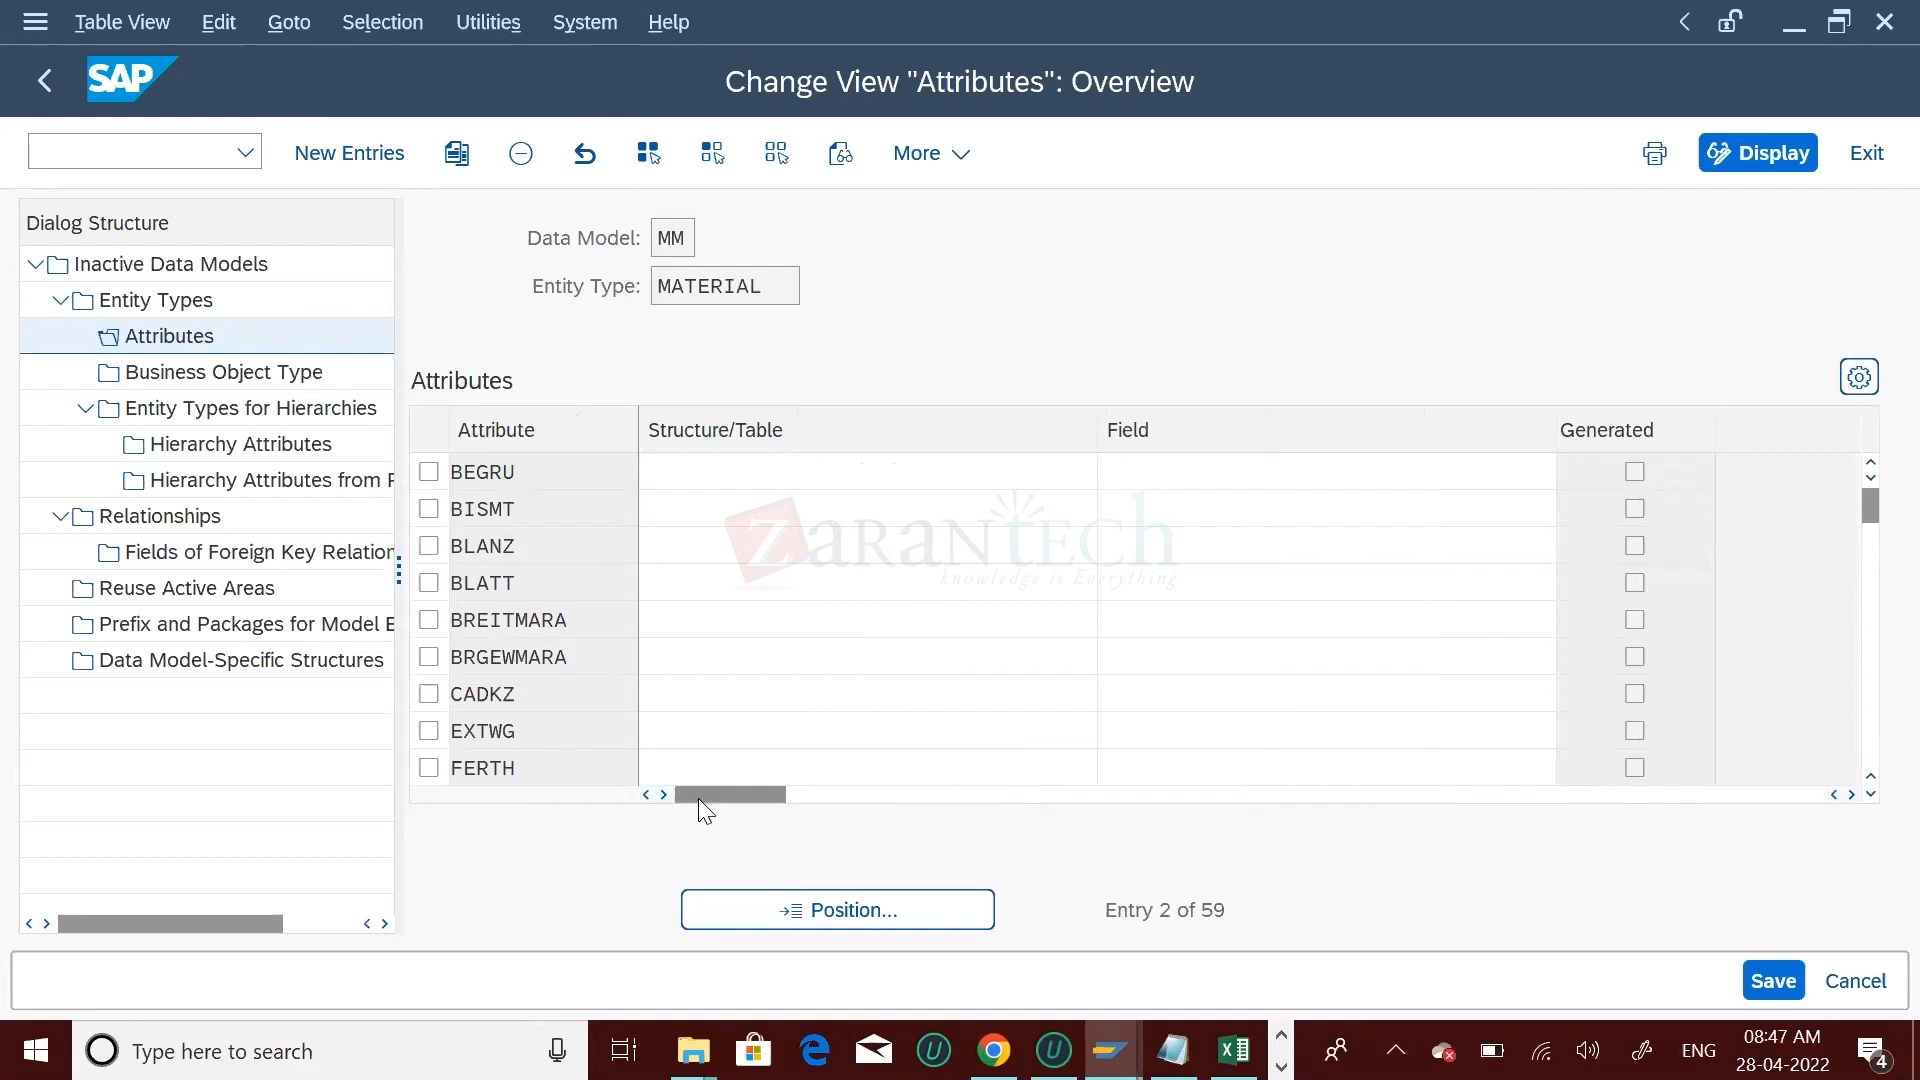 Table View Edit Goto Selection Utilities System Help
SAP Change View "Attributes": Overview
New Entries More Display Exit
Dialog Structure
Inactive Data Models
Entity Types
Attributes
Business Object Type
Entity Types for Hierarchies
Hierarchy Attributes
Hierarchy Attributes from
Relationships
Fields of Foreign Key Relation
Reuse Active Areas
Prefix and Packages for Model E
Data Model-Specific Structures
Data Model: MM
Entity Type: MATERIAL
Attributes
Attribute Structure/Table Field Generated
BEGRU
BISMT
BLANZ
BLATT
BREITMARA
BRGEWMARA
CADKZ
EXTWG
FERTH
ZaranTech
knowledge is Everything
Position... Entry 2 of 59
Save Cancel
Type here to search
ENG
08:47 AM
28-04-2022
4